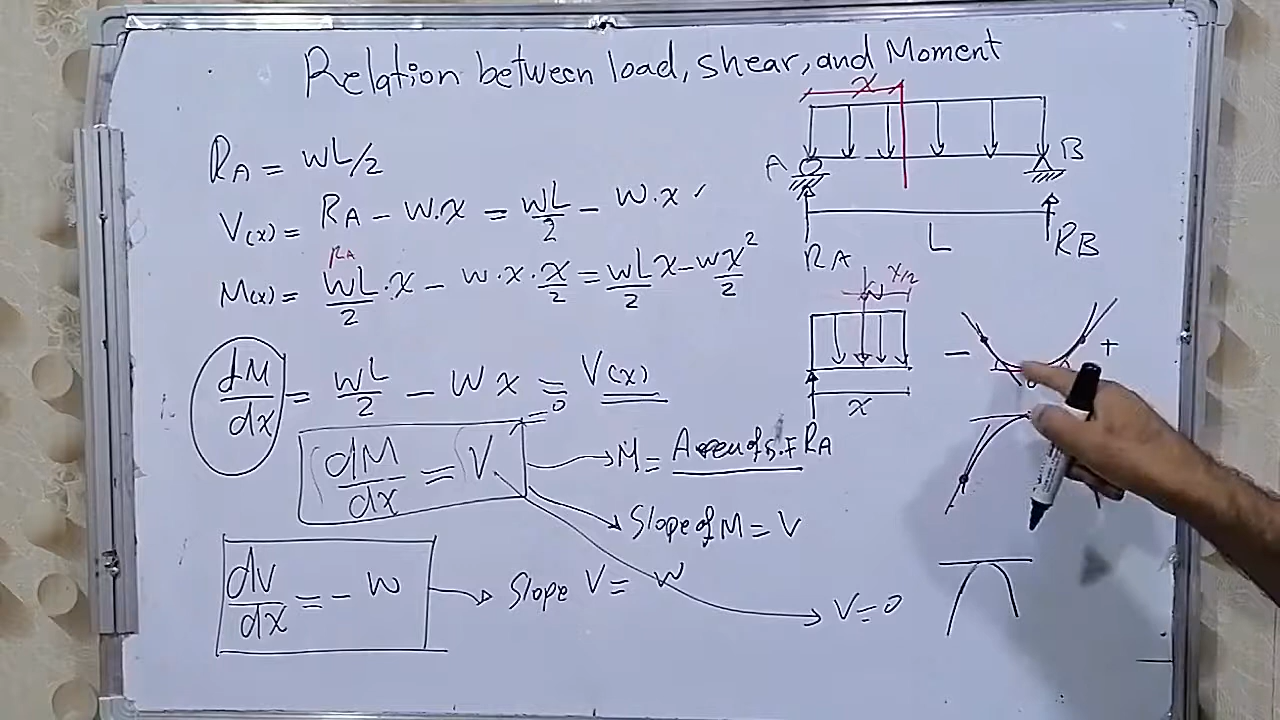 Relation between load, shear, and Moment
x
A
B
L
RA
RB
RA = WL/2
V(x) = RA - W.x = WL/2 - W.x
RA
M(x) = WL/2 .x - W.x.x/2 = WL/2 x - Wx²/2
x/2
x
RA
- +
dM/dx = WL/2 - Wx = V(x)
=0
dM/dx = V
M = Area of S.F
Slope of M = V
dv/dx = - W
Slope V = W
V=0